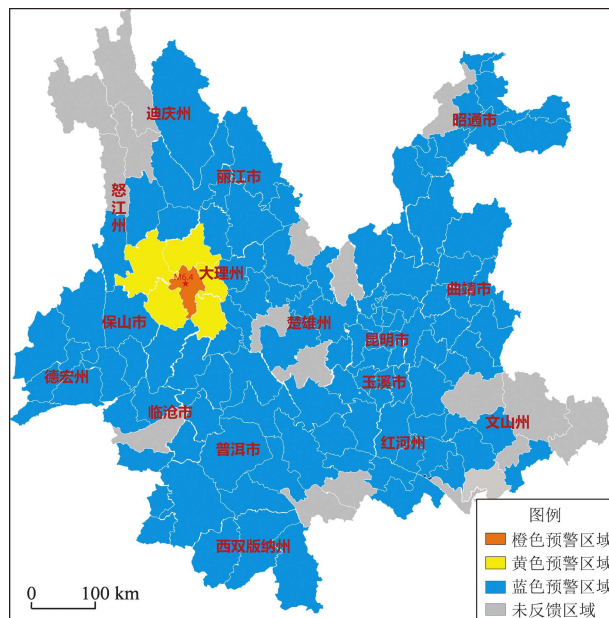 迪庆州
昭通市
丽江市
怒江州
M6.4
大理州
曲靖市
保山市
楚雄州
昆明市
德宏州
玉溪市
临沧市
文山州
普洱市
红河州
西双版纳州
图例
橙色预警区域
黄色预警区域
蓝色预警区域
未反馈区域
0 100 km